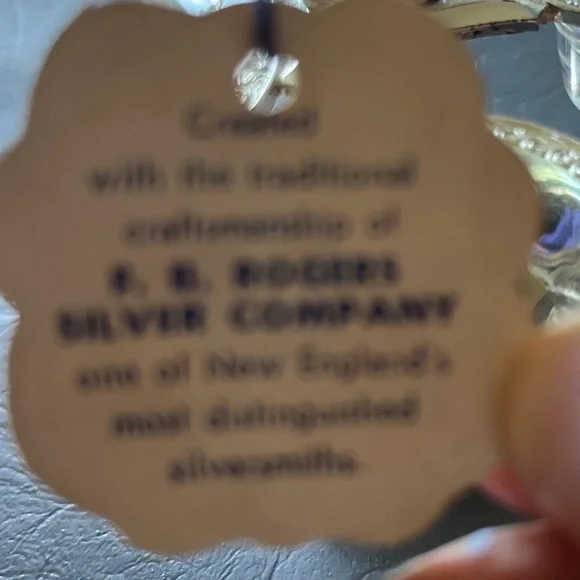 Created
with the traditional
craftsmanship of
F. B. ROGERS
SILVER COMPANY
one of New England's
most distinguished
silversmiths.